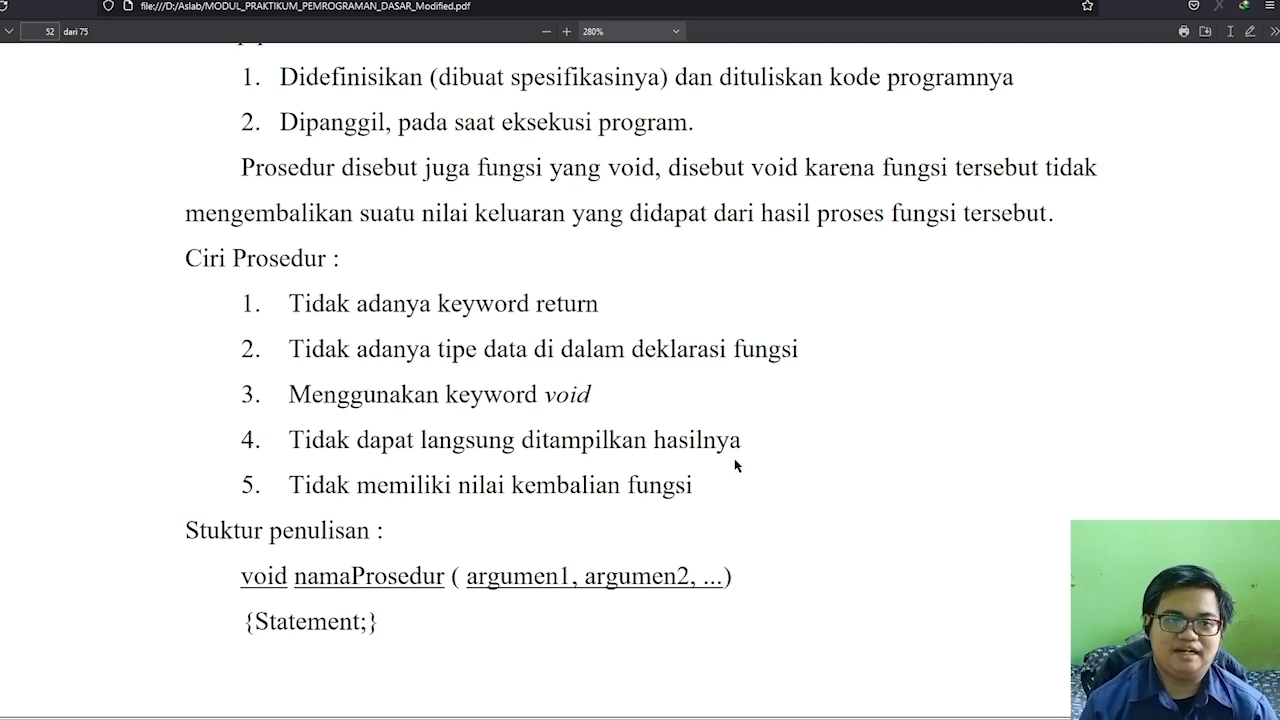 file:///D:/Aslab/MODUL_PRAKTIKUM_PEMROGRAMAN_DASAR_Modified.pdf
52 dari 75
280%
1. Didefinisikan (dibuat spesifikasinya) dan dituliskan kode programnya
2. Dipanggil, pada saat eksekusi program.
Prosedur disebut juga fungsi yang void, disebut void karena fungsi tersebut tidak
mengembalikan suatu nilai keluaran yang didapat dari hasil proses fungsi tersebut.
Ciri Prosedur :
1. Tidak adanya keyword return
2. Tidak adanya tipe data di dalam deklarasi fungsi
3. Menggunakan keyword void
4. Tidak dapat langsung ditampilkan hasilnya
5. Tidak memiliki nilai kembalian fungsi
Stuktur penulisan :
void namaProsedur ( argumen1, argumen2, ...)
{Statement;}